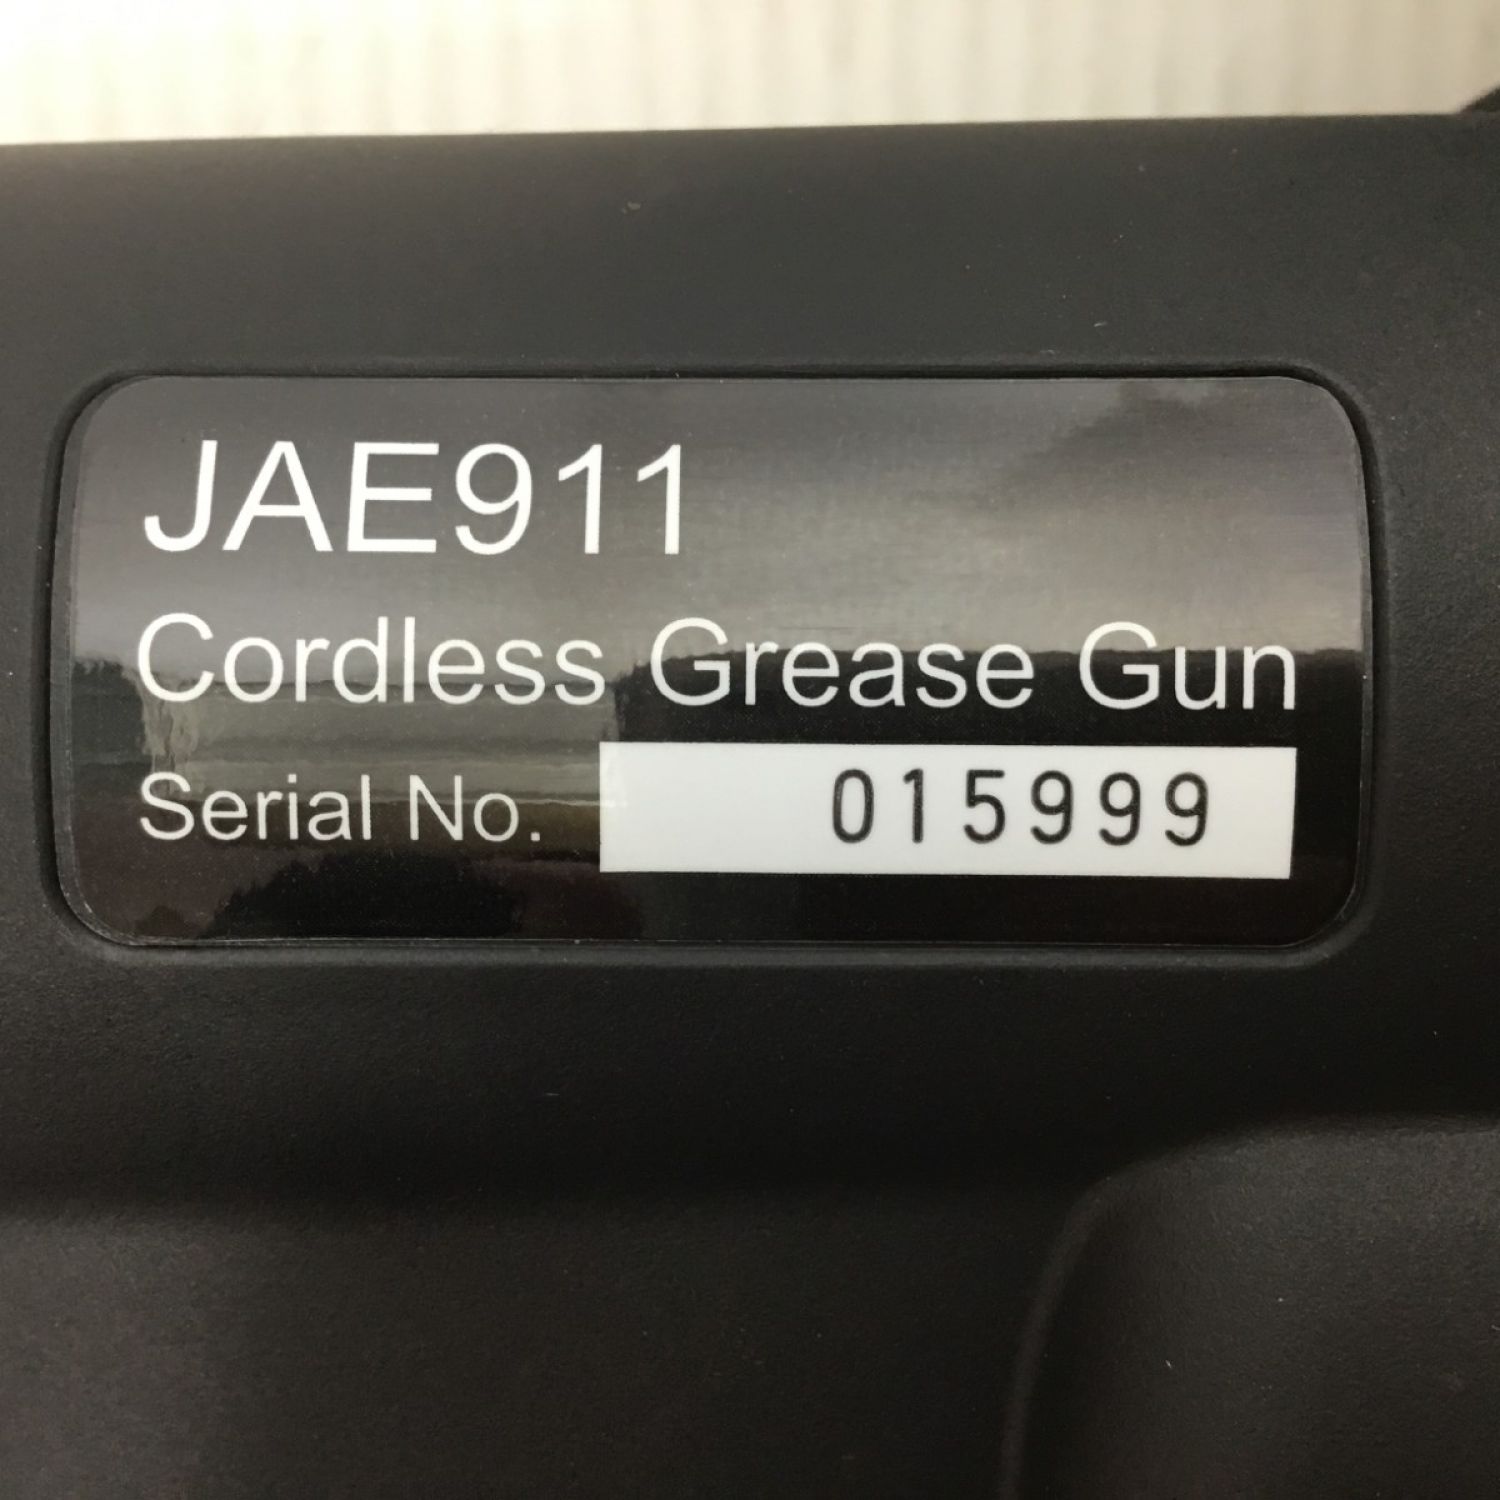 JAE911
Cordless Grease Gun
Serial No. 015999